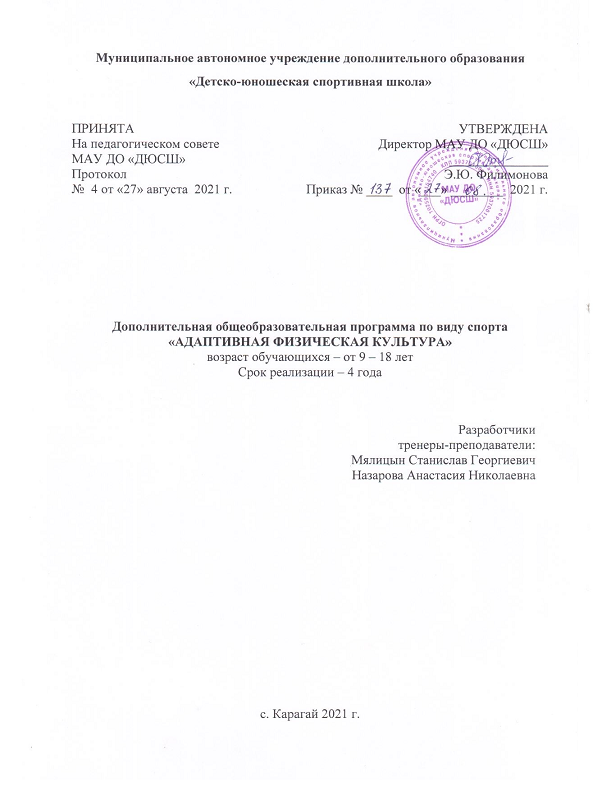 Муниципальное автономное учреждение дополнительного образования
«Детско-юношеская спортивная школа»
ПРИНЯТА
На педагогическом совете
МАУ ДО «ДЮСШ»
Протокол
№ 4 от «27» августа 2021 г.
УТВЕРЖДЕНА
Директор МАУ ДО «ДЮСШ»
Э.Ю. Филимонова
Приказ № 137 от «27» 08. 2021 г.
МАУ ДО
«ДЮСШ»
Дополнительная общеобразовательная программа по виду спорта
«АДАПТИВНАЯ ФИЗИЧЕСКАЯ КУЛЬТУРА»
возраст обучающихся – от 9 – 18 лет
Срок реализации – 4 года
Разработчики
тренеры-преподаватели:
Мялицын Станислав Георгиевич
Назарова Анастасия Николаевна
с. Карагай 2021 г.